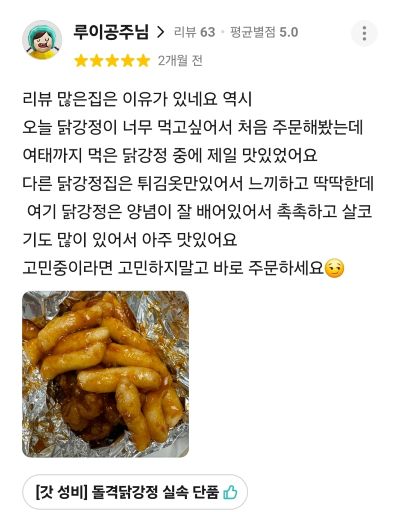 루이공주님 > 리뷰 63 · 평균별점 5.0
2개월 전
리뷰 많은집은 이유가 있네요 역시
오늘 닭강정이 너무 먹고싶어서 처음 주문해봤는데
여태까지 먹은 닭강정 중에 제일 맛있었어요
다른 닭강정집은 튀김옷만있어서 느끼하고 딱딱한데
여기 닭강정은 양념이 잘 배어있어서 촉촉하고 살코
기도 많이 있어서 아주 맛있어요
고민중이라면 고민하지말고 바로 주문하세요😉
[갓 성비] 돌격닭강정 실속 단품